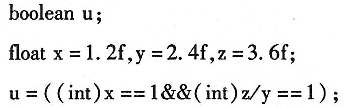 boolean u;
float x = 1. 2f,y = 2. 4f,z = 3. 6f;
u = ((int)x ==1&&(int)z/y ==1);